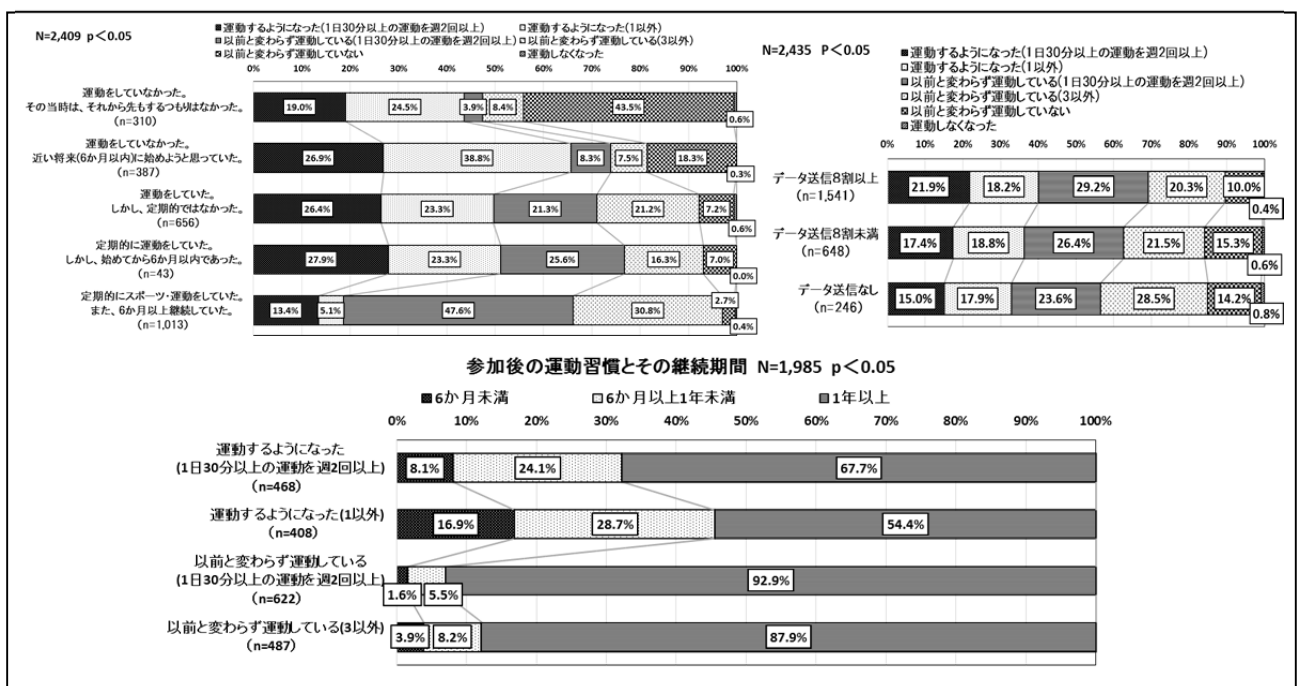 N=2,409 p<0.05
■運動するようになった(1日30分以上の運動を週2回以上) □運動するようになった(1以外)
■以前と変わらず運動している(1日30分以上の運動を週2回以上) □以前と変わらず運動している(3以外)
■以前と変わらず運動していない ■運動しなくなった
0% 10% 20% 30% 40% 50% 60% 70% 80% 90% 100%
運動をしていなかった。
その当時は、それから先もするつもりはなかった。
(n=310)
19.0% 24.5% 3.9% 8.4% 43.5% 0.6%
運動をしていなかった。
近い将来(6か月以内)に始めようと思っていた。
(n=387)
26.9% 38.8% 8.3% 7.5% 18.3% 0.3%
運動をしていた。
しかし、定期的ではなかった。
(n=656)
26.4% 23.3% 21.3% 21.2% 7.2% 0.6%
定期的に運動をしていた。
しかし、始めてから6か月以内であった。
(n=43)
27.9% 23.3% 25.6% 16.3% 7.0% 0.0%
定期的にスポーツ・運動をしていた。
また、6か月以上継続していた。
(n=1,013)
13.4% 5.1% 47.6% 30.8% 2.7% 0.4%
N=2,435 P<0.05
■運動するようになった(1日30分以上の運動を週2回以上)
□運動するようになった(1以外)
■以前と変わらず運動している(1日30分以上の運動を週2回以上)
□以前と変わらず運動している(3以外)
■以前と変わらず運動していない
■運動しなくなった
0% 20% 40% 60% 80% 100%
データ送信8割以上
(n=1,541)
21.9% 18.2% 29.2% 20.3% 10.0% 0.4%
データ送信8割未満
(n=648)
17.4% 18.8% 26.4% 21.5% 15.3% 0.6%
データ送信なし
(n=246)
15.0% 17.9% 23.6% 28.5% 14.2% 0.8%
参加後の運動習慣とその継続期間 N=1,985 p<0.05
■6か月未満 □6か月以上1年未満 ■1年以上
0% 10% 20% 30% 40% 50% 60% 70% 80% 90% 100%
運動するようになった
(1日30分以上の運動を週2回以上)
(n=468)
8.1% 24.1% 67.7%
運動するようになった(1以外)
(n=408)
16.9% 28.7% 54.4%
以前と変わらず運動している
(1日30分以上の運動を週2回以上)
(n=622)
1.6% 5.5% 92.9%
以前と変わらず運動している(3以外)
(n=487)
3.9% 8.2% 87.9%